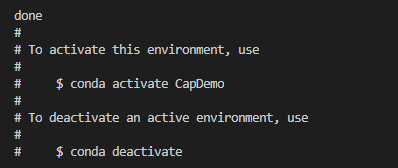 done
#
# To activate this environment, use
#
#     $ conda activate CapDemo
#
# To deactivate an active environment, use
#
#     $ conda deactivate